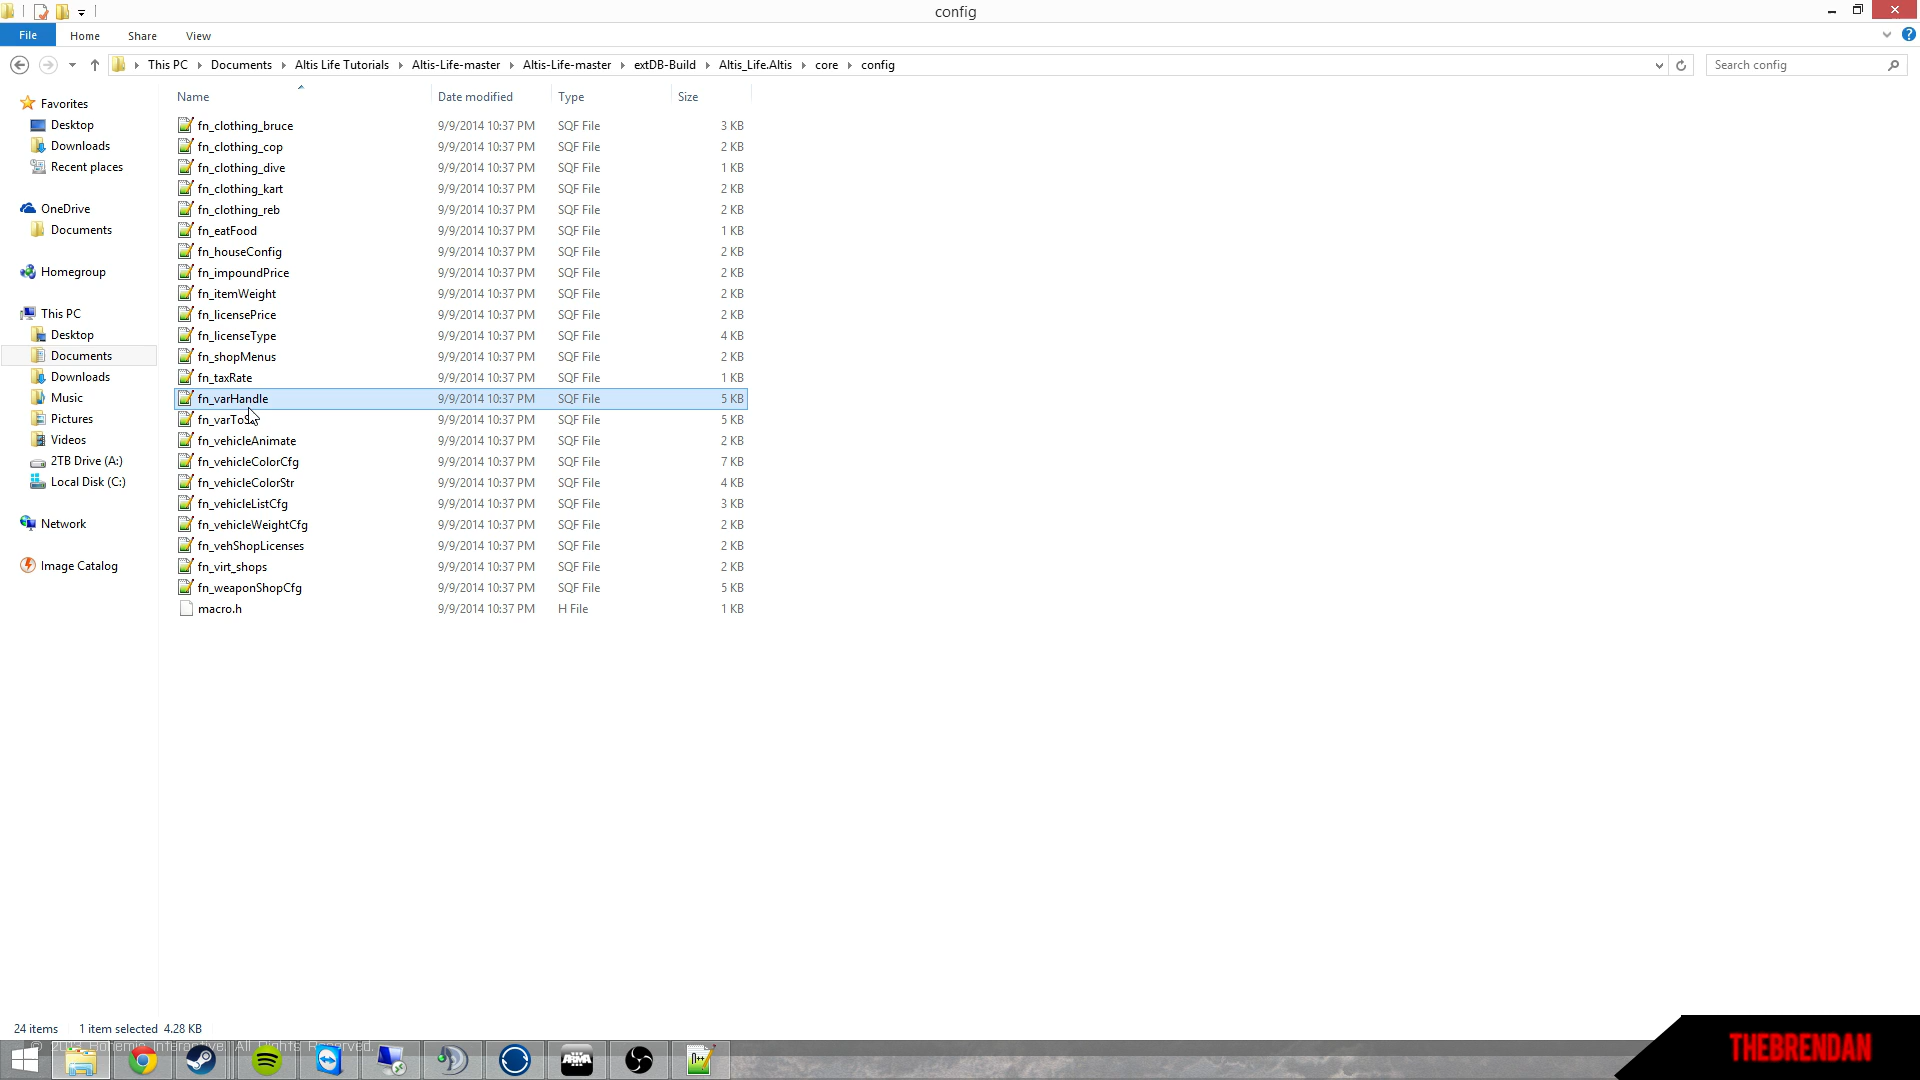 config
File Home Share View
This PC Documents Altis Life Tutorials Altis-Life-master Altis-Life-master extDB-Build Altis_Life.Altis core config Search config
Name Date modified Type Size
Favorites
Desktop
Downloads
Recent places
OneDrive
Documents
Homegroup
This PC
Desktop
Documents
Downloads
Music
Pictures
Videos
2TB Drive (A:)
Local Disk (C:)
Network
Image Catalog
fn_clothing_bruce 9/9/2014 10:37 PM SQF File 3 KB
fn_clothing_cop 9/9/2014 10:37 PM SQF File 2 KB
fn_clothing_dive 9/9/2014 10:37 PM SQF File 1 KB
fn_clothing_kart 9/9/2014 10:37 PM SQF File 2 KB
fn_clothing_reb 9/9/2014 10:37 PM SQF File 2 KB
fn_eatFood 9/9/2014 10:37 PM SQF File 1 KB
fn_houseConfig 9/9/2014 10:37 PM SQF File 2 KB
fn_impoundPrice 9/9/2014 10:37 PM SQF File 2 KB
fn_itemWeight 9/9/2014 10:37 PM SQF File 2 KB
fn_licensePrice 9/9/2014 10:37 PM SQF File 2 KB
fn_licenseType 9/9/2014 10:37 PM SQF File 4 KB
fn_shopMenus 9/9/2014 10:37 PM SQF File 2 KB
fn_taxRate 9/9/2014 10:37 PM SQF File 1 KB
fn_varHandle 9/9/2014 10:37 PM SQF File 5 KB
9/9/2014 10:37 PM SQF File 5 KB
fn_vehicleAnimate 9/9/2014 10:37 PM SQF File 2 KB
fn_vehicleColorCfg 9/9/2014 10:37 PM SQF File 7 KB
fn_vehicleColorStr 9/9/2014 10:37 PM SQF File 4 KB
fn_vehicleListCfg 9/9/2014 10:37 PM SQF File 3 KB
fn_vehicleWeightCfg 9/9/2014 10:37 PM SQF File 2 KB
fn_vehShopLicenses 9/9/2014 10:37 PM SQF File 2 KB
fn_virt_shops 9/9/2014 10:37 PM SQF File 2 KB
fn_weaponShopCfg 9/9/2014 10:37 PM SQF File 5 KB
macro.h 9/9/2014 10:37 PM H File 1 KB
24 items 1 item selected 4.28 KB
Bohemia Interactive. All Rights Reserved.
ARMA
THEBRENDAN